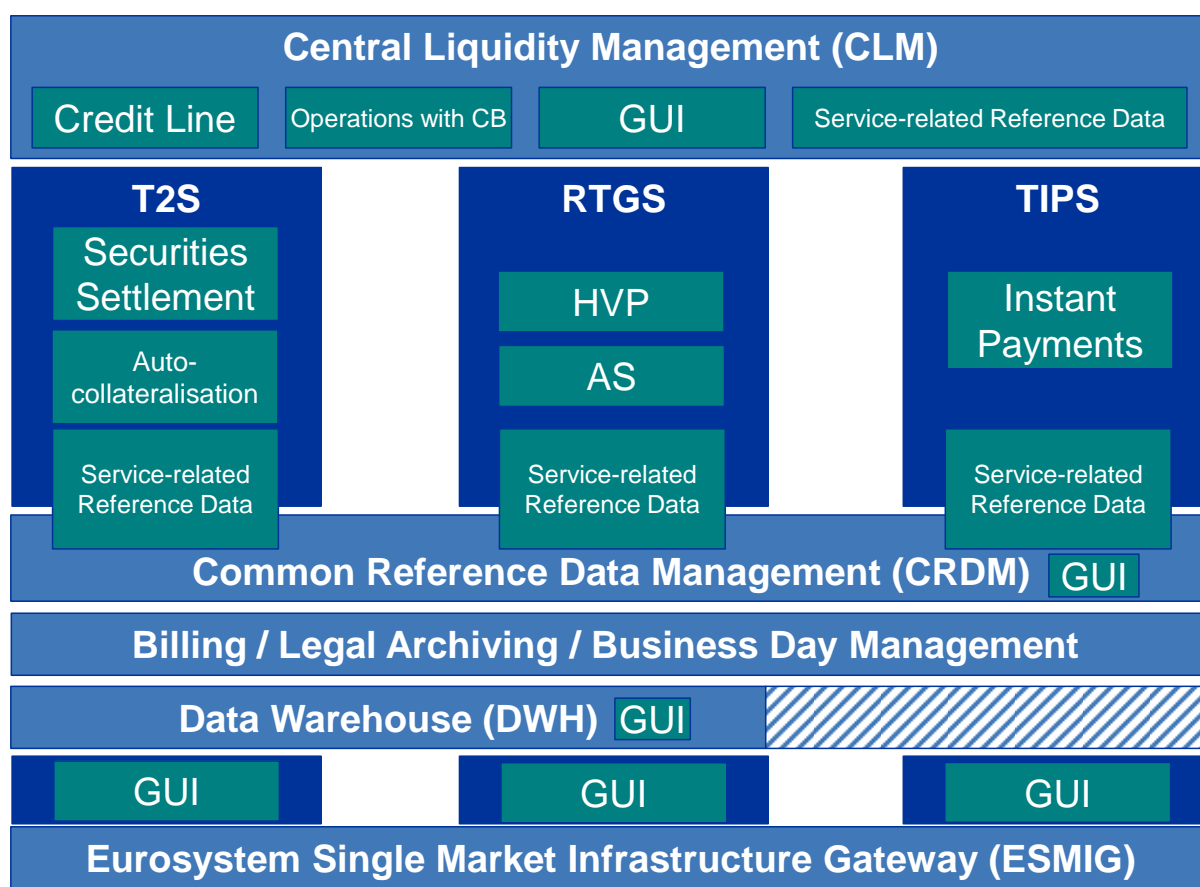 Central Liquidity Management (CLM)
Credit Line
Operations with CB
GUI
Service-related Reference Data
T2S
RTGS
TIPS
Securities
Settlement
HVP
Instant
Payments
Auto-
collateralisation
AS
Service-related
Reference Data
Service-related
Reference Data
Service-related
Reference Data
Common Reference Data Management (CRDM)
GUI
Billing / Legal Archiving / Business Day Management
Data Warehouse (DWH)
GUI
GUI
GUI
GUI
Eurosystem Single Market Infrastructure Gateway (ESMIG)